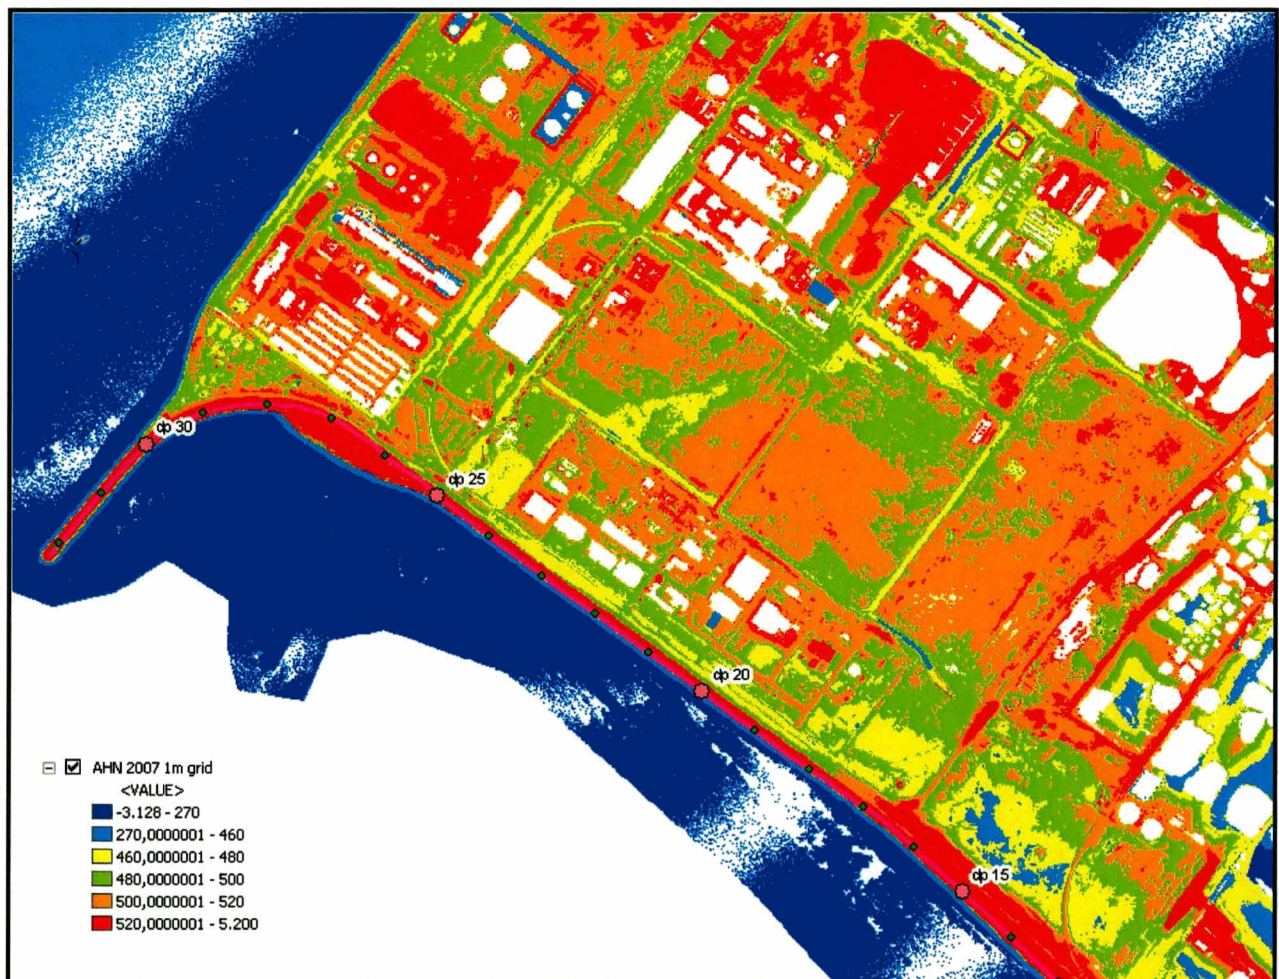 dp 30
dp 25
dp 20
dp 15
AHN 2007 1m grid
<VALUE>
-3.128 - 270
270,0000001 - 460
460,0000001 - 480
480,0000001 - 500
500,0000001 - 520
520,0000001 - 5.200